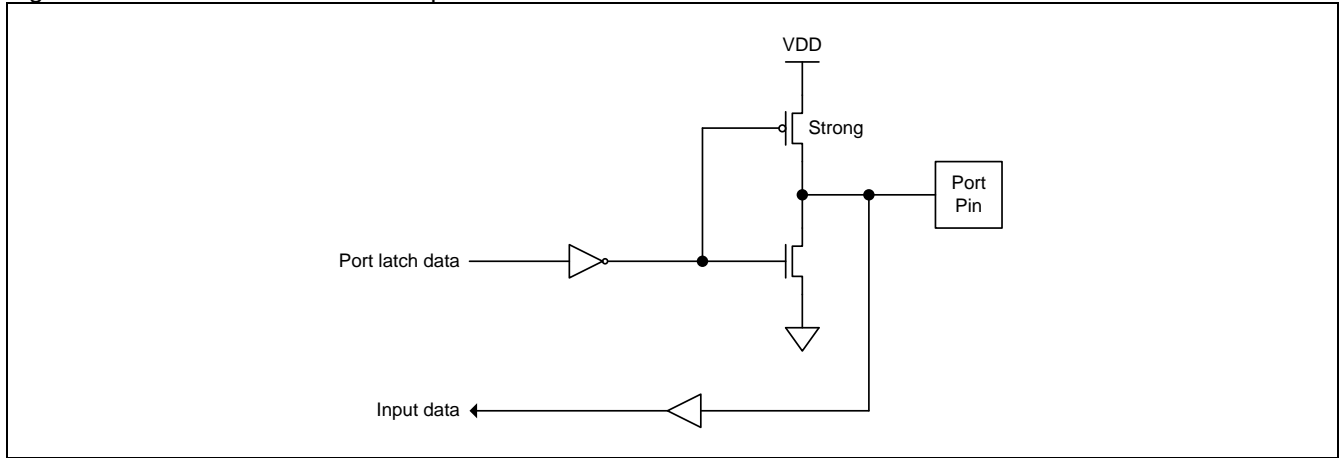 VDD
Strong
Port
Pin
Port latch data
Input data